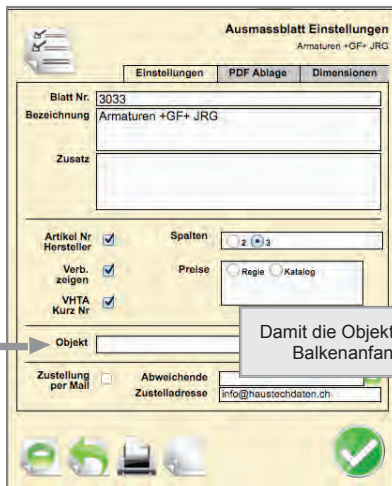 Ausmassblatt Einstellungen
Armaturen +GF+ JRG
Einstellungen PDF Ablage Dimensionen
Blatt Nr. 3033
Bezeichnung Armaturen +GF+ JRG
Zusatz
Artikel Nr Hersteller Spalten 2 3
Verb. zeigen Preise Regie Katalog
VHTA Kurz Nr
Objekt
Damit die Objekt
Balkenanfan
Zustellung per Mail Abweichende Zustelladresse
info@haustechdaten.ch